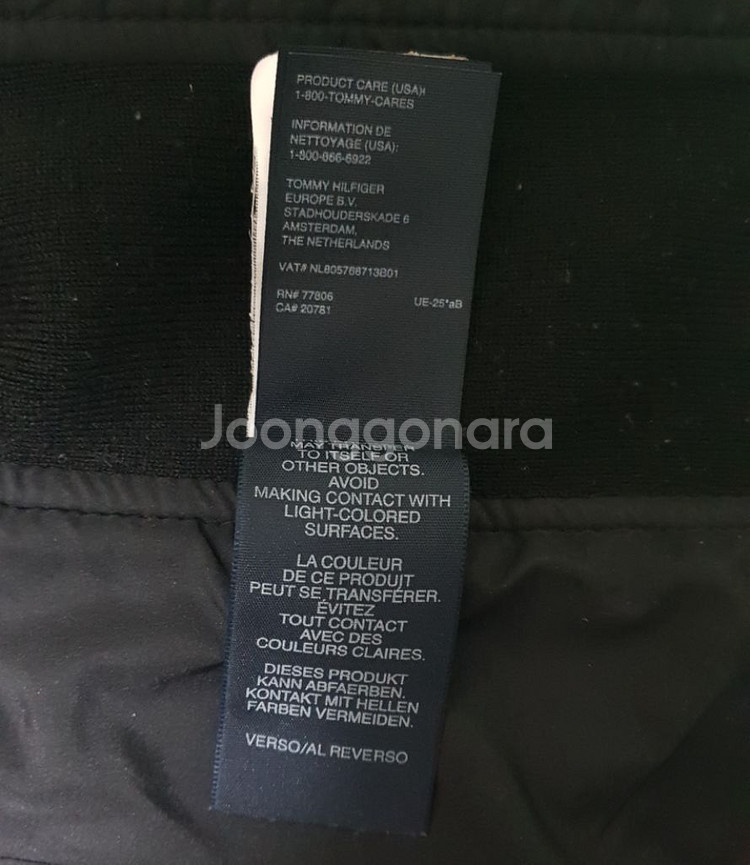 PRODUCT CARE (USA):
1-800-TOMMY-CARES
INFORMATION DE
NETTOYAGE (USA):
1-800-866-6922
TOMMY HILFIGER
EUROPE B.V.
STADHOUDERSKADE 6
AMSTERDAM,
THE NETHERLANDS
VAT# NL805768713B01
RN# 77806
UE-25*aB
CA# 20781
Joonggonara
MAY TRANSFER
TO ITSELF OR
OTHER OBJECTS.
AVOID
MAKING CONTACT WITH
LIGHT-COLORED
SURFACES.
LA COULEUR
DE CE PRODUIT
PEUT SE TRANSFÉRER.
ÉVITEZ
TOUT CONTACT
AVEC DES
COULEURS CLAIRES.
DIESES PRODUKT
KANN ABFAERBEN.
KONTAKT MIT HELLEN
FARBEN VERMEIDEN.
VERSO/AL REVERSO